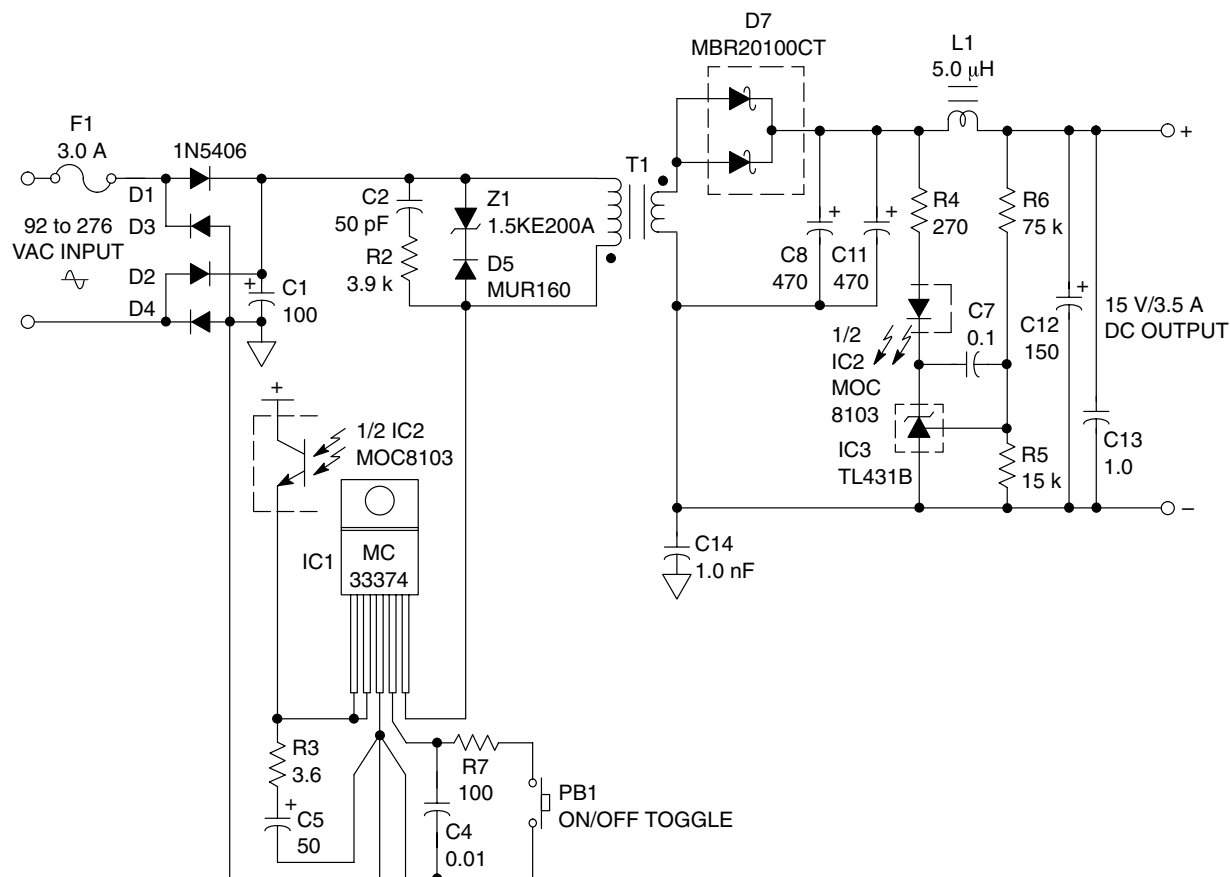 D7
MBR20100CT
L1
5.0 μH
F1
3.0 A
1N5406
D1
D3
92 to 276
VAC INPUT
D2
D4
C1
100
+
C2
50 pF
R2
3.9 k
Z1
1.5KE200A
D5
MUR160
T1
+
C8
470
+
C11
470
R4
270
R6
75 k
+
1/2
IC2
MOC
8103
C7
0.1
+
C12
150
15 V/3.5 A
DC OUTPUT
IC3
TL431B
R5
15 k
C13
1.0
–
C14
1.0 nF
+
1/2 IC2
MOC8103
IC1
MC
33374
R3
3.6
+
C5
50
R7
100
C4
0.01
PB1
ON/OFF TOGGLE